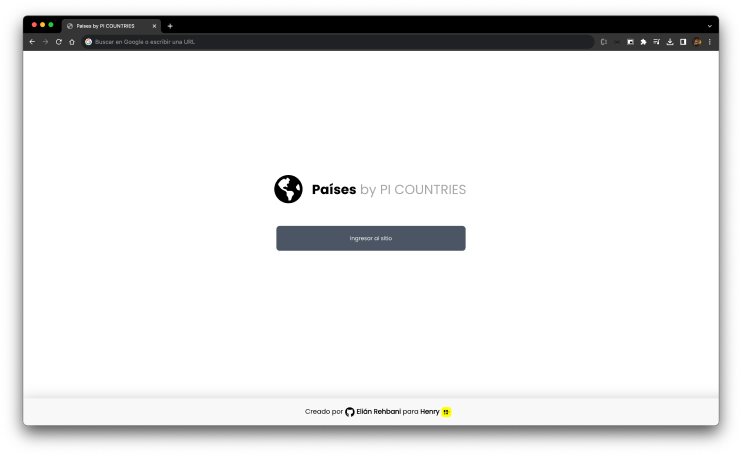 Países by PI COUNTRIES
Buscar en Google o escribir una URL
Países by PI COUNTRIES
Ingresar al sitio
Creado por Elián Rehbani para Henry